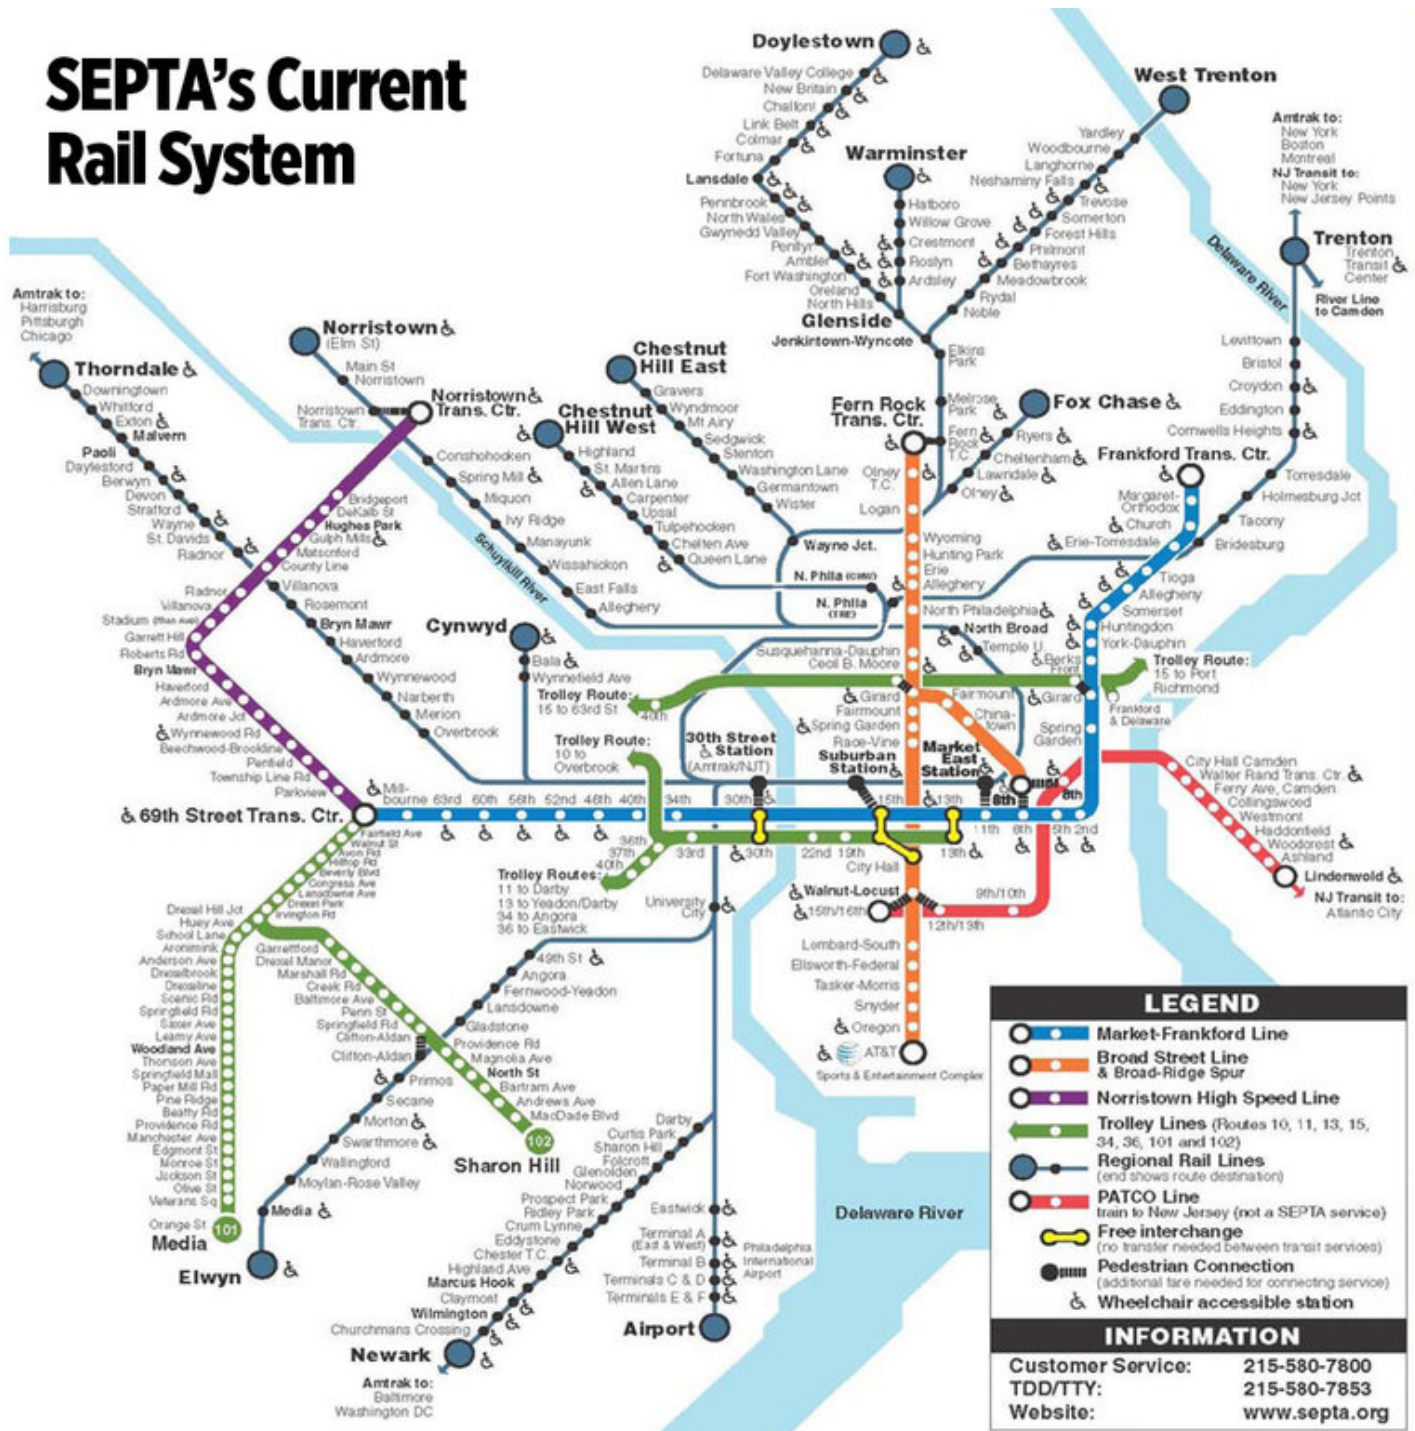 SEPTA's Current
Rail System
Doylestown
Delaware Valley College
New Britain
Chalfont
Link Belt
Colmar
Fortuna
Lansdale
Pennbrook
North Wales
Gwynedd Valley
Penllyn
Ambler
Fort Washington
Oreland
North Hills
Glenside
Jenkintown-Wyncote
Warminster
Hatboro
Willow Grove
Crestmont
Roslyn
Ardsley
West Trenton
Yardley
Woodbourne
Langhorne
Neshaminy Falls
Trevose
Somerton
Forest Hills
Philmont
Bethayres
Meadowbrook
Rydal
Noble
Elkins
Park
Melrose
Park
Fern
Rock
T.C.
Amtrak to:
New York
Boston
Montreal
NJ Transit to:
New York
New Jersey Points
Trenton
Trenton
Transit
Center
River Line
to Camden
Delaware River
Levittown
Bristol
Croydon
Eddington
Cornwells Heights
Torresdale
Holmesburg Jct
Tacony
Bridesburg
Amtrak to:
Harrisburg
Pittsburgh
Chicago
Thorndale
Downingtown
Whitford
Exton
Malvern
Paoli
Daylesford
Berwyn
Devon
Strafford
Wayne
St. Davids
Radnor
Villanova
Rosemont
Bryn Mawr
Haverford
Ardmore
Wynnewood
Narberth
Merion
Overbrook
Norristown
(Elm St)
Main St
Norristown
Norristown
Trans. Ctr.
Norristown
Trans. Ctr.
Conshohocken
Spring Mill
Miquon
Ivy Ridge
Manayunk
Wissahickon
East Falls
Allegheny
Schuylkill River
Bridgeport
DeKalb St
Hughes Park
Gulph Mills
Matsonford
County Line
Radnor
Villanova
Stadium
Garrett Hill
Roberts Rd
Bryn Mawr
Haverford
Ardmore Ave
Ardmore Jct
Wynnewood Rd
Beechwood-Brookline
Penfield
Township Line Rd
Parkview
Chestnut
Hill East
Gravers
Wyndmoor
Mt Airy
Sedgwick
Stenton
Washington Lane
Germantown
Wister
Wayne Jct.
Chestnut
Hill West
Highland
St. Martins
Allen Lane
Carpenter
Upsal
Tulpehocken
Chelten Ave
Queen Lane
N. Phila (CHW)
N. Phila
(TRE)
Fern Rock
Trans. Ctr.
Olney
T.C.
Logan
Wyoming
Hunting Park
Erie
Allegheny
North Philadelphia
Susquehanna-Dauphin
Cecil B. Moore
Girard
Fairmount
Spring Garden
Race-Vine
Fox Chase
Ryers
Cheltenham
Lawndale
Olney
Frankford Trans. Ctr.
Margaret-
Orthodox
Church
Erie-Torresdale
Tioga
Allegheny
Somerset
Huntingdon
York-Dauphin
Berks
Front
Girard
Spring
Garden
North Broad
Temple U.
Fairmount
China-
town
Cynwyd
Bala
Wynnefield Ave
Trolley Route:
15 to 63rd St
40th
Trolley Route:
15 to Port
Richmond
Frankford
& Delaware
Trolley Route:
10 to
Overbrook
30th Street
Station
(Amtrak/NJT)
Suburban
Station
Market
East
Station
8th
8th
69th Street Trans. Ctr.
Mill-
bourne
63rd
60th
56th
52nd
46th
40th
34th
30th
15th
13th
11th
8th
5th
2nd
36th
37th
40th
33rd
30th
22nd
19th
City Hall
13th
Trolley Routes:
11 to Darby
13 to Yeadon/Darby
34 to Angora
36 to Eastwick
City Hall Camden
Walter Rand Trans. Ctr.
Ferry Ave, Camden
Collingswood
Westmont
Haddonfield
Woodcrest
Ashland
Lindenwold
NJ Transit to:
Atlantic City
Walnut-Locust
15th/16th
12th/13th
9th/10th
Lombard-South
Ellsworth-Federal
Tasker-Morris
Snyder
Oregon
AT&T
Sports & Entertainment Complex
Fairfield Ave
Walnut St
Avon Rd
Hilltop Rd
Beverly Blvd
Congress Ave
Lansdowne Ave
Drexel Park
Irvington Rd
Drexel Hill Jct
Huey Ave
School Lane
Aronimink
Anderson Ave
Drexelbrook
Drexeline
Scenic Rd
Springfield Rd
Saxer Ave
Leamy Ave
Woodland Ave
Thomson Ave
Springfield Mall
Paper Mill Rd
Pine Ridge
Beatty Rd
Providence Rd
Manchester Ave
Edgmont St
Monroe St
Jackson St
Olive St
Veterans Sq
Orange St
Media
101
Garrettford
Drexel Manor
Marshall Rd
Creek Rd
Baltimore Ave
Penn St
Springfield Rd
Clifton-Aldan
Clifton-Aldan
Providence Rd
Magnolia Ave
North St
Bartram Ave
Andrews Ave
MacDade Blvd
102
Sharon Hill
University
City
49th St
Angora
Fernwood-Yeadon
Lansdowne
Gladstone
Primos
Secane
Morton
Swarthmore
Wallingford
Moylan-Rose Valley
Media
Elwyn
Darby
Curtis Park
Sharon Hill
Folcroft
Glenolden
Norwood
Prospect Park
Ridley Park
Crum Lynne
Eddystone
Chester T.C.
Highland Ave
Marcus Hook
Claymont
Wilmington
Churchmans Crossing
Newark
Amtrak to:
Baltimore
Washington DC
Eastwick
Terminal A
(East & West)
Terminal B
Terminals C & D
Terminals E & F
Philadelphia
International
Airport
Airport
Delaware River
LEGEND
Market-Frankford Line
Broad Street Line
& Broad-Ridge Spur
Norristown High Speed Line
Trolley Lines (Routes 10, 11, 13, 15,
34, 36, 101 and 102)
Regional Rail Lines
(end shows route destination)
PATCO Line
train to New Jersey (not a SEPTA service)
Free interchange
(no transfer needed between transit services)
Pedestrian Connection
(additional fare needed for connecting service)
Wheelchair accessible station
INFORMATION
Customer Service: 215-580-7800
TDD/TTY: 215-580-7853
Website: www.septa.org